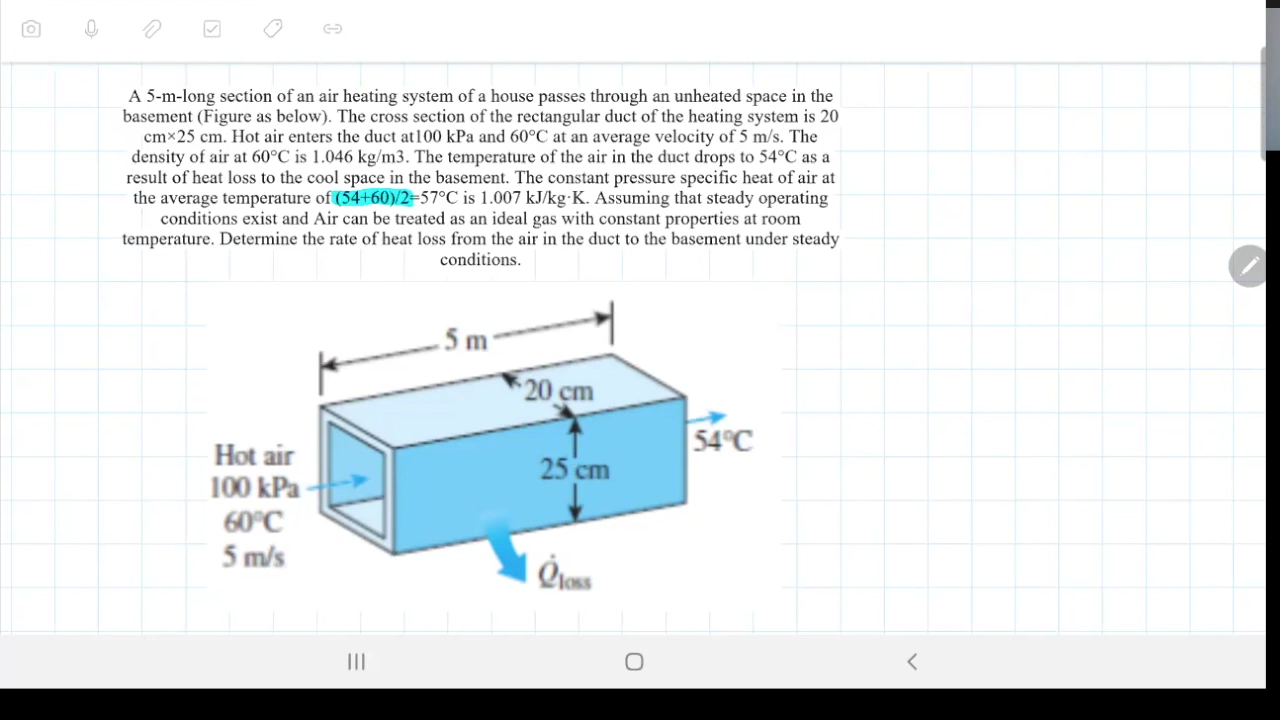 A 5-m-long section of an air heating system of a house passes through an unheated space in the
basement (Figure as below). The cross section of the rectangular duct of the heating system is 20
cm×25 cm. Hot air enters the duct at100 kPa and 60°C at an average velocity of 5 m/s. The
density of air at 60°C is 1.046 kg/m3. The temperature of the air in the duct drops to 54°C as a
result of heat loss to the cool space in the basement. The constant pressure specific heat of air at
the average temperature of (54+60)/2=57°C is 1.007 kJ/kg·K. Assuming that steady operating
conditions exist and Air can be treated as an ideal gas with constant properties at room
temperature. Determine the rate of heat loss from the air in the duct to the basement under steady
conditions.
5 m
20 cm
54°C
25 cm
Hot air
100 kPa
60°C
5 m/s
Q̇loss